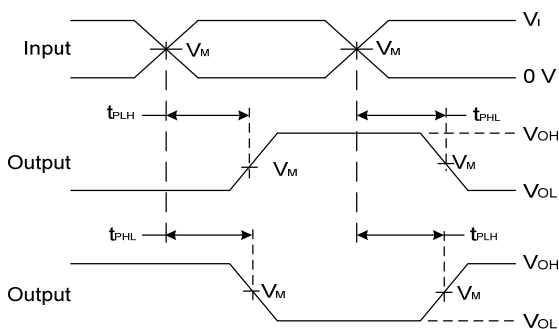 Input
VM
VM
VI
0 V
tPLH
tPHL
Output
VM
VM
VOH
VOL
tPHL
tPLH
Output
VM
VM
VOH
VOL